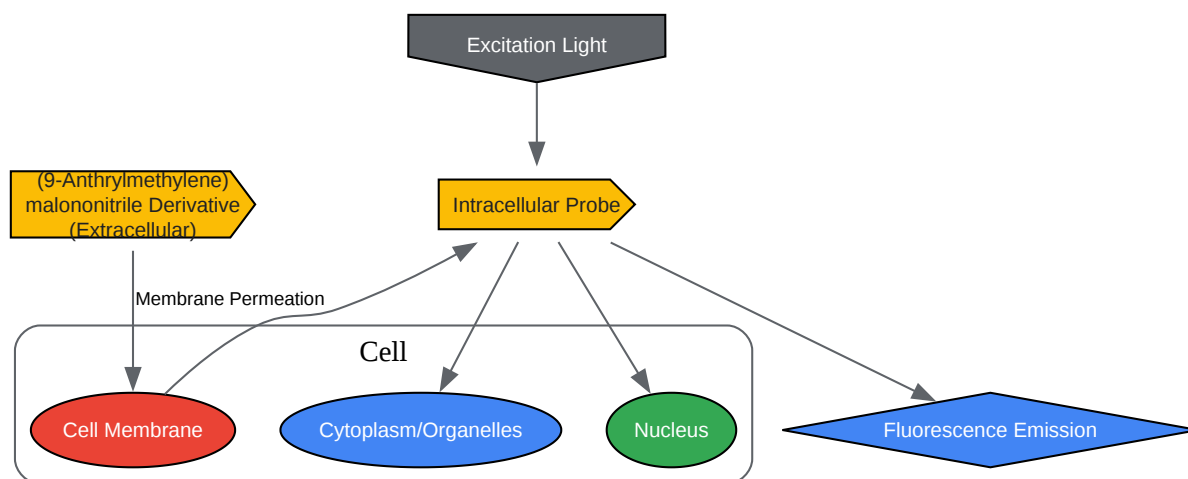 Excitation Light
(9-Anthrylmethylene)
malononitrile Derivative
(Extracellular)
Intracellular Probe
Membrane Permeation
Cell
Cell Membrane
Cytoplasm/Organelles
Nucleus
Fluorescence Emission